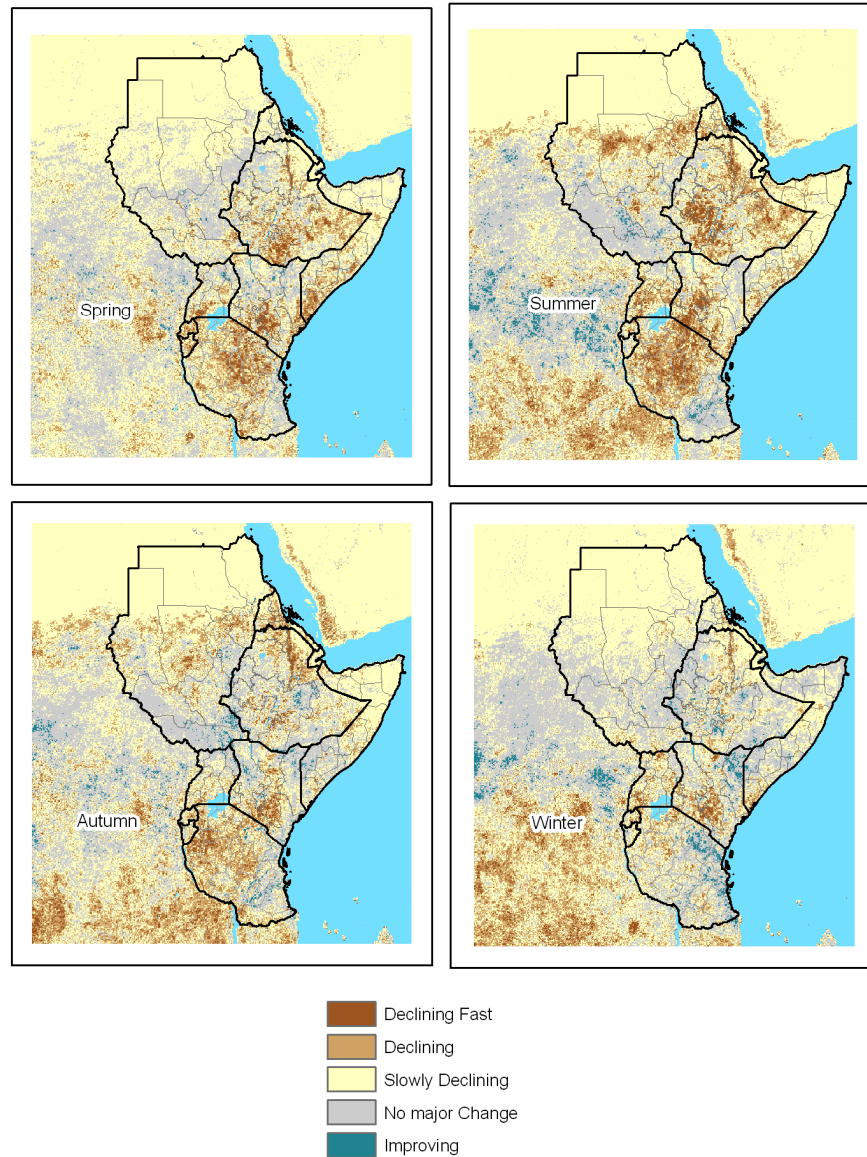 Spring
Summer
Autumn
Winter
Declining Fast
Declining
Slowly Declining
No major Change
Improving